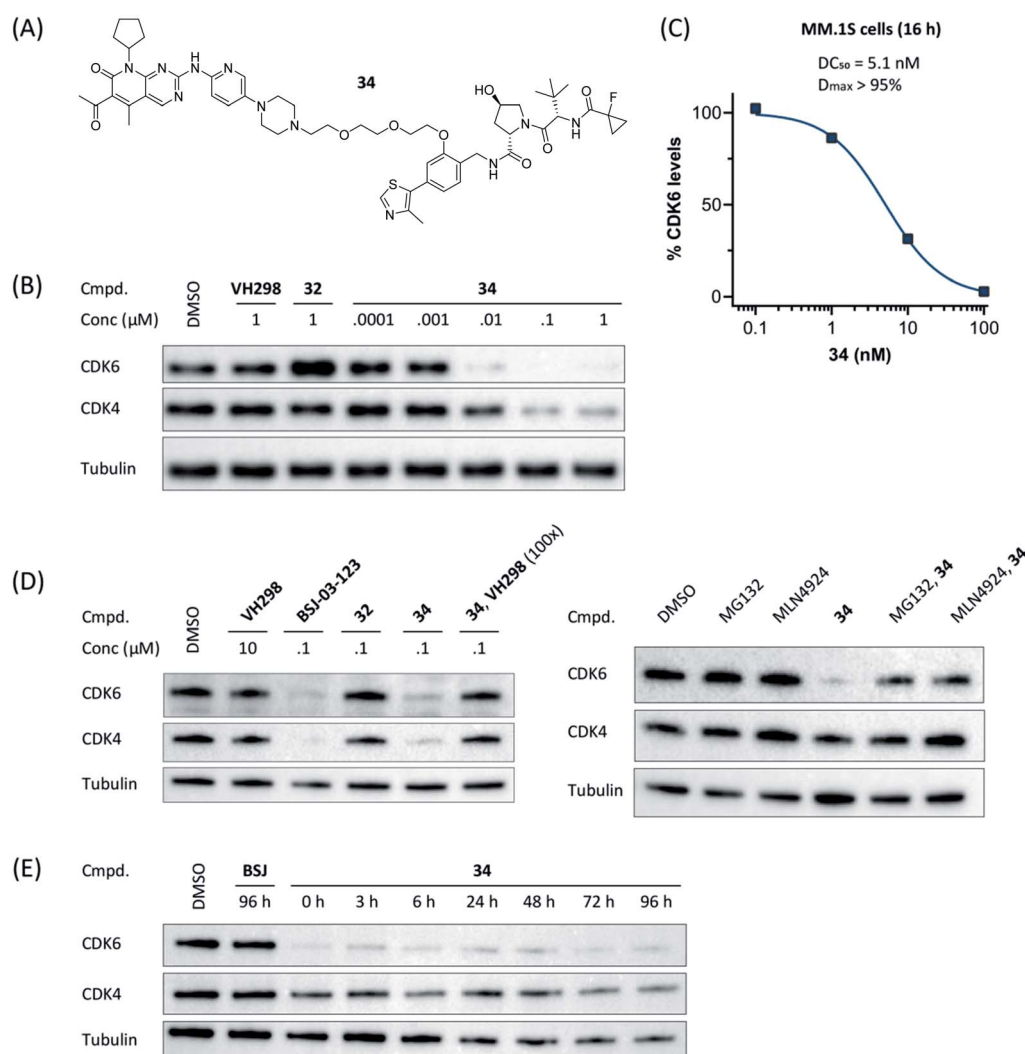 (A)
34
O
N
N
N
NH
N
O
N
N
O
O
O
S
N
HO
N
O
N
H
O
N
H
O
F
(C)
MM.1S cells (16 h)
DC₅₀ = 5.1 nM
Dmax > 95%
% CDK6 levels
100
50
0
0.1 1 10 100
34 (nM)
(B)
Cmpd. DMSO VH298 32 34
Conc (µM) 1 1 .0001 .001 .01 .1 1
CDK6
CDK4
Tubulin
(D)
Cmpd. DMSO VH298 BSJ-03-123 32 34 34, VH298 (100x)
Conc (µM) 10 .1 .1 .1 .1
CDK6
CDK4
Tubulin
Cmpd. DMSO MG132 MLN4924 34 MG132, 34 MLN4924, 34
CDK6
CDK4
Tubulin
(E)
Cmpd. DMSO BSJ 34
96 h 0 h 3 h 6 h 24 h 48 h 72 h 96 h
CDK6
CDK4
Tubulin